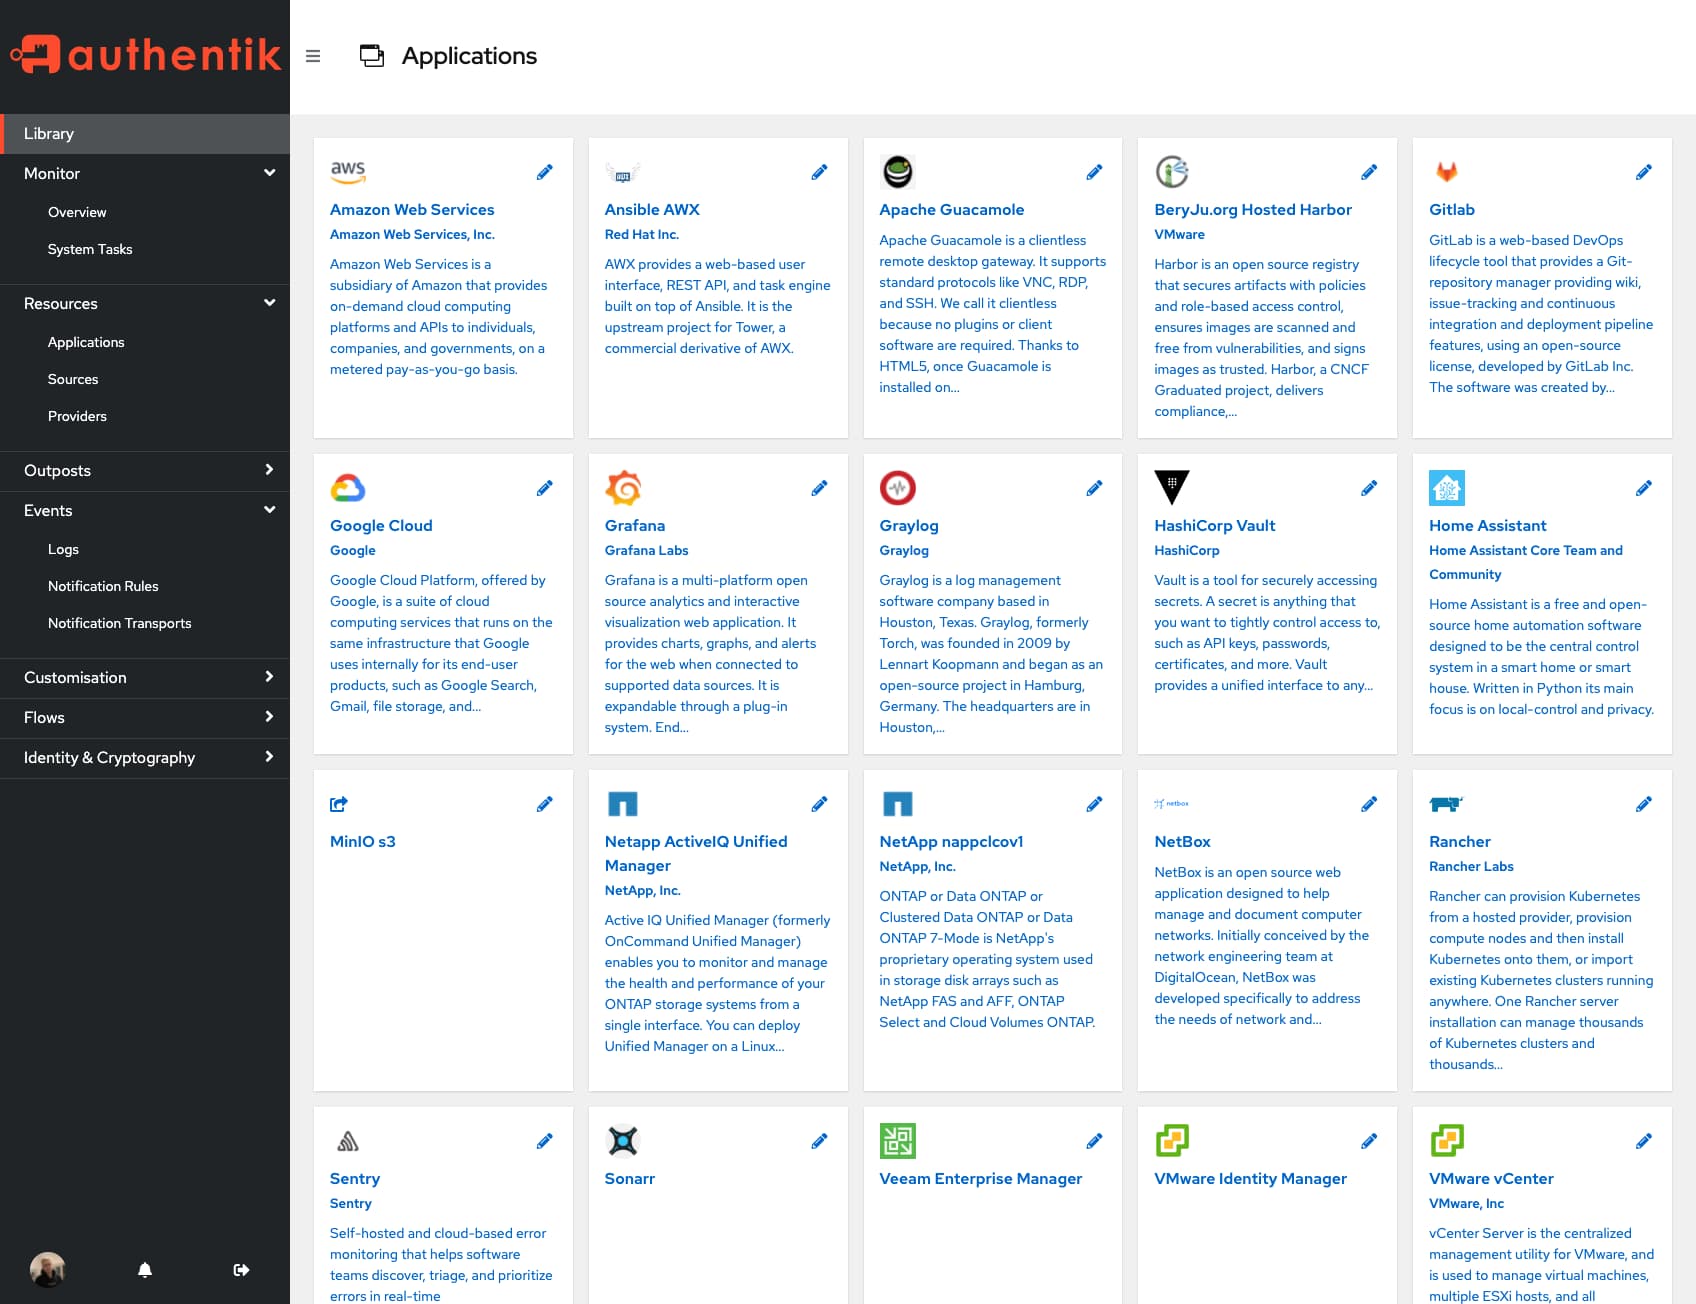 authentik
Applications
Library
Monitor
Overview
System Tasks
Resources
Applications
Sources
Providers
Outposts
Events
Logs
Notification Rules
Notification Transports
Customisation
Flows
Identity & Cryptography
aws
Amazon Web Services
Amazon Web Services, Inc.
Amazon Web Services is a
subsidiary of Amazon that provides
on-demand cloud computing
platforms and APIs to individuals,
companies, and governments, on a
metered pay-as-you-go basis.
Ansible AWX
Red Hat Inc.
AWX provides a web-based user
interface, REST API, and task engine
built on top of Ansible. It is the
upstream project for Tower, a
commercial derivative of AWX.
Apache Guacamole
Apache Guacamole is a clientless
remote desktop gateway. It supports
standard protocols like VNC, RDP,
and SSH. We call it clientless
because no plugins or client
software are required. Thanks to
HTML5, once Guacamole is
installed on...
BeryJu.org Hosted Harbor
VMware
Harbor is an open source registry
that secures artifacts with policies
and role-based access control,
ensures images are scanned and
free from vulnerabilities, and signs
images as trusted. Harbor, a CNCF
Graduated project, delivers
compliance,...
Gitlab
GitLab is a web-based DevOps
lifecycle tool that provides a Git-
repository manager providing wiki,
issue-tracking and continuous
integration and deployment pipeline
features, using an open-source
license, developed by GitLab Inc.
The software was created by...
Google Cloud
Google
Google Cloud Platform, offered by
Google, is a suite of cloud
computing services that runs on the
same infrastructure that Google
uses internally for its end-user
products, such as Google Search,
Gmail, file storage, and...
Grafana
Grafana Labs
Grafana is a multi-platform open
source analytics and interactive
visualization web application. It
provides charts, graphs, and alerts
for the web when connected to
supported data sources. It is
expandable through a plug-in
system. End...
Graylog
Graylog
Graylog is a log management
software company based in
Houston, Texas. Graylog, formerly
Torch, was founded in 2009 by
Lennart Koopmann and began as an
open-source project in Hamburg,
Germany. The headquarters are in
Houston,...
HashiCorp Vault
HashiCorp
Vault is a tool for securely accessing
secrets. A secret is anything that
you want to tightly control access to,
such as API keys, passwords,
certificates, and more. Vault
provides a unified interface to any...
Home Assistant
Home Assistant Core Team and
Community
Home Assistant is a free and open-
source home automation software
designed to be the central control
system in a smart home or smart
house. Written in Python its main
focus is on local-control and privacy.
MinIO s3
Netapp ActiveIQ Unified
Manager
NetApp, Inc.
Active IQ Unified Manager (formerly
OnCommand Unified Manager)
enables you to monitor and manage
the health and performance of your
ONTAP storage systems from a
single interface. You can deploy
Unified Manager on a Linux...
NetApp nappclcov1
NetApp, Inc.
ONTAP or Data ONTAP or
Clustered Data ONTAP or Data
ONTAP 7-Mode is NetApp's
proprietary operating system used
in storage disk arrays such as
NetApp FAS and AFF, ONTAP
Select and Cloud Volumes ONTAP.
netbox
NetBox
NetBox is an open source web
application designed to help
manage and document computer
networks. Initially conceived by the
network engineering team at
DigitalOcean, NetBox was
developed specifically to address
the needs of network and...
Rancher
Rancher Labs
Rancher can provision Kubernetes
from a hosted provider, provision
compute nodes and then install
Kubernetes onto them, or import
existing Kubernetes clusters running
anywhere. One Rancher server
installation can manage thousands
of Kubernetes clusters and
thousands...
Sentry
Sentry
Self-hosted and cloud-based error
monitoring that helps software
teams discover, triage, and prioritize
errors in real-time
Sonarr
Veeam Enterprise Manager
VMware Identity Manager
VMware vCenter
VMware, Inc
vCenter Server is the centralized
management utility for VMware, and
is used to manage virtual machines,
multiple ESXi hosts, and all